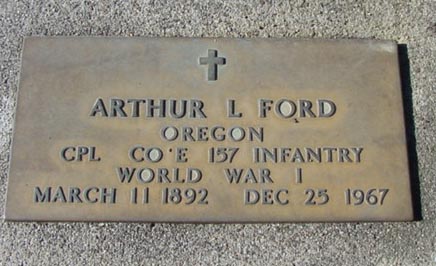 ARTHUR L FORD
OREGON
CPL CO E 157 INFANTRY
WORLD WAR I
MARCH 11 1892 DEC 25 1967